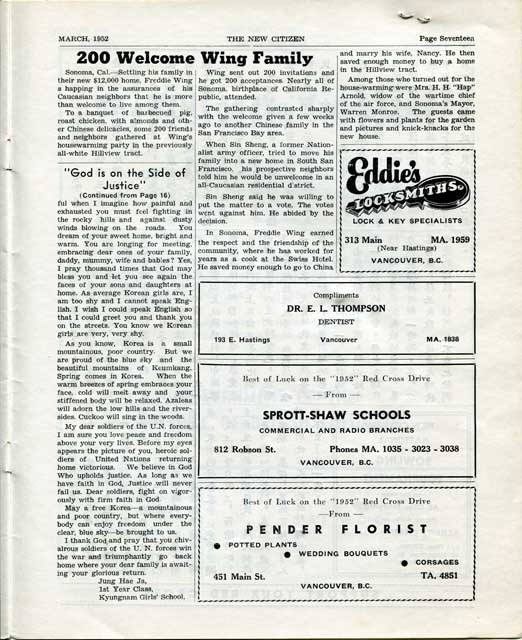 MARCH, 1952
THE NEW CITIZEN
Page Seventeen
200 Welcome Wing Family
Sonoma, Cal.—Settling his family in
their new $12,000 home, Freddie Wing
s happing in the assurances of his
Caucasian neighbors that he is more
than welcome to live among them.
To a banquet of barbecued pig,
roast chicken, with almonds and oth-
er Chinese delicacies, some 200 friends
and neighbors gathered at Wing's
housewarming party in the previously
all-white Hillview tract.
Wing sent out 200 invitations and
he got 200 acceptances. Nearly all of
Sonoma, birthplace of California Re-
public, attended.
The gathering contrasted sharply
with the welcome given a few weeks
ago to another Chinese family in the
San Francisco Bay area.
When Sin Sheng, a former Nation-
alist army officer, tried to move his
family into a new home in South San
Francisco, his prospective neighbors
told him he would be unwelcome in an
all-Caucasian residential d strict.
Sin Sheng said he was willing to
put the matter to a vote. The votes
went against him. He abided by the
decision.
In Sonoma, Freddie Wing earned
the respect and the friendship of the
community, where he has worked for
years as a cook at the Swiss Hotel.
He saved money enough to go to China
and marry his wife, Nancy. He then
saved enough money to buy a home
in the Hillview tract.
Among those who turned out for the
house-warming were Mrs. H. H. "Hap"
Arnold, widow of the wartime chief
of the air force, and Sonoma's Mayor,
Warren Monroe. The guests came
with flowers and plants for the garden
and pictures and knick-knacks for the
new house.
"God is on the Side of
Justice"
(Continued from Page 16)
ful when I imagine how painful and
exhausted you must feel fighting in
the rocky hills and against dusty
winds blowing on the roads. You
dream of your sweet home, bright and
warm. You are longing for meeting,
embracing dear ones of your family,
daddy, mummy, wife and babies? Yes,
I pray thousand times that God may
bless you and let you see again the
faces of your sons and daughters at
home. As average Korean girls are, I
am too shy and I cannot speak Eng-
lish. I wish I could speak English so
that I could greet you and thank you
on the streets. You know we Korean
girls are very, very shy.
As you know, Korea is a small
mountainous, poor country. But we
are proud of the blue sky and the
beautiful mountains of Keumkang.
Spring comes in Korea. When the
warm breezes of spring embraces your
face, cold will melt away and your
stiffened body will be relaxed. Azaleas
will adorn the low hills and the river-
sides. Cuckoo will sing in the woods.
My dear soldiers of the U.N. forces,
I am sure you love peace and freedom
above your very lives. Before my eyes
appears the picture of you, heroic sol-
diers of United Nations returning
home victorious. We believe in God
Who upholds justice. As long as we
have faith in God, Justice will never
fail us. Dear soldiers, fight on vigor-
ously with firm faith in God.
May a free Korea—a mountainous
and poor country, but where every-
body can enjoy freedom under the
clear, blue sky—be brought to us.
I thank God and pray that you chiv-
alrous soldiers of the U. N. forces win
the war and triumphantly go back
home where your dear family is await-
ing your glorious return.
Jung Hae Ja,
1st Year Class,
Kyungnam Girls' School.
Eddie's
LOCKSMITHS
LOCK & KEY SPECIALISTS
313 Main MA. 1959
(Near Hastings)
VANCOUVER, B.C.
Compliments
DR. E. L. THOMPSON
DENTIST
193 E. Hastings Vancouver MA. 1838
Best of Luck on the "1952" Red Cross Drive
— From —
SPROTT-SHAW SCHOOLS
COMMERCIAL AND RADIO BRANCHES
812 Robson St. Phones MA. 1035 - 3023 - 3038
VANCOUVER, B.C.
Best of Luck on the "1952" Red Cross Drive
—From —
PENDER FLORIST
● POTTED PLANTS
● WEDDING BOUQUETS
● CORSAGES
451 Main St. TA. 4851
VANCOUVER, B.C.